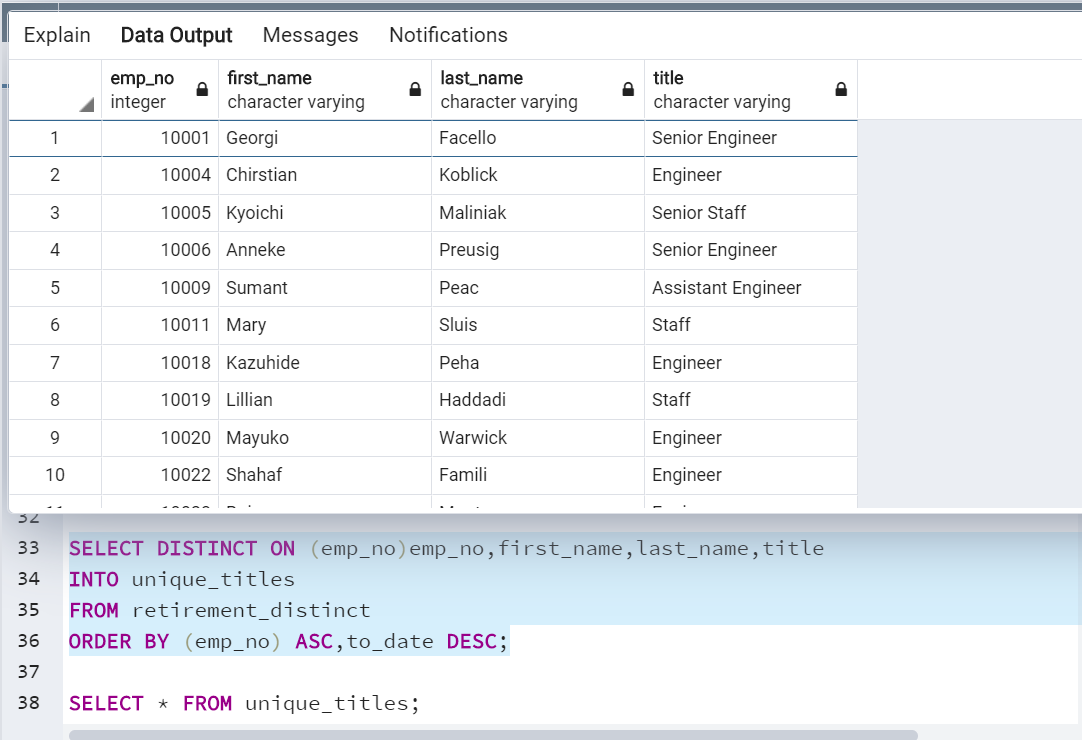 Explain Data Output Messages Notifications
emp_no first_name last_name title
integer character varying character varying character varying
1 10001 Georgi Facello Senior Engineer
2 10004 Chirstian Koblick Engineer
3 10005 Kyoichi Maliniak Senior Staff
4 10006 Anneke Preusig Senior Engineer
5 10009 Sumant Peac Assistant Engineer
6 10011 Mary Sluis Staff
7 10018 Kazuhide Peha Engineer
8 10019 Lillian Haddadi Staff
9 10020 Mayuko Warwick Engineer
10 10022 Shahaf Famili Engineer
32
33 SELECT DISTINCT ON (emp_no)emp_no,first_name,last_name,title
34 INTO unique_titles
35 FROM retirement_distinct
36 ORDER BY (emp_no) ASC,to_date DESC;
37
38 SELECT * FROM unique_titles;